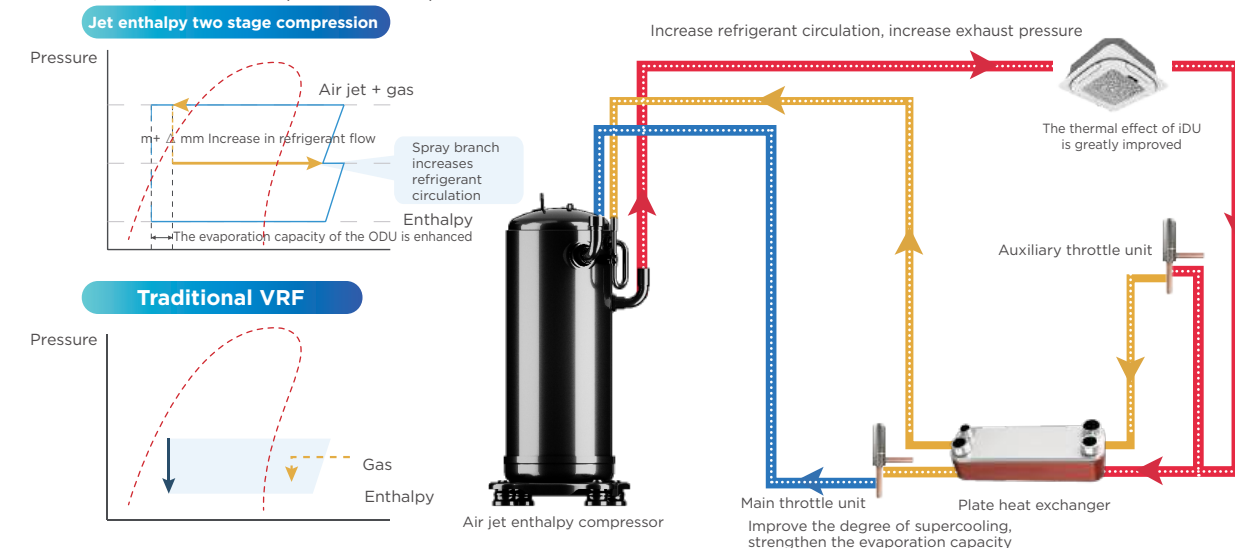 Jet enthalpy two stage compression
Pressure
Air jet + gas
m+ △ mm Increase in refrigerant flow
Spray branch
increases
refrigerant
circulation
Enthalpy
The evaporation capacity of the ODU is enhanced
Traditional VRF
Pressure
Gas
Enthalpy
Increase refrigerant circulation, increase exhaust pressure
The thermal effect of iDU
is greatly improved
Auxiliary throttle unit
Main throttle unit
Plate heat exchanger
Air jet enthalpy compressor
Improve the degree of supercooling,
strengthen the evaporation capacity